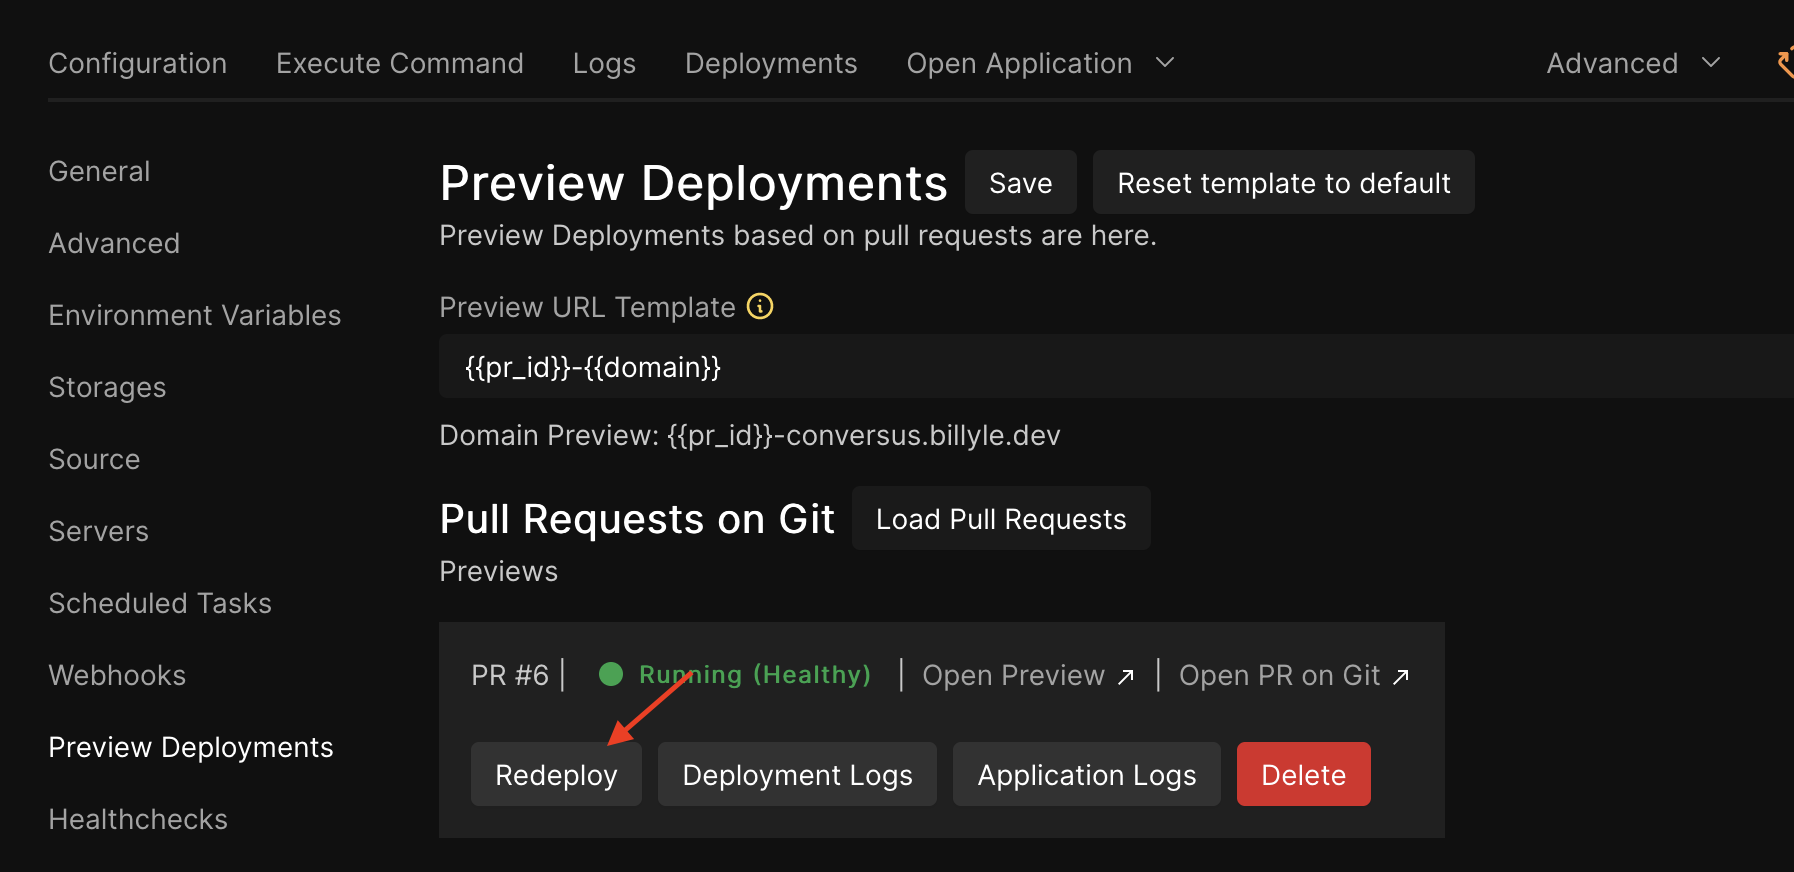 Configuration Execute Command Logs Deployments Open Application Advanced
General
Advanced
Environment Variables
Storages
Source
Servers
Scheduled Tasks
Webhooks
Preview Deployments
Healthchecks
Preview Deployments Save Reset template to default
Preview Deployments based on pull requests are here.
Preview URL Template
{{pr_id}}-{{domain}}
Domain Preview: {{pr_id}}-conversus.billyle.dev
Pull Requests on Git Load Pull Requests
Previews
PR #6 | Running (Healthy) | Open Preview | Open PR on Git
Redeploy Deployment Logs Application Logs Delete